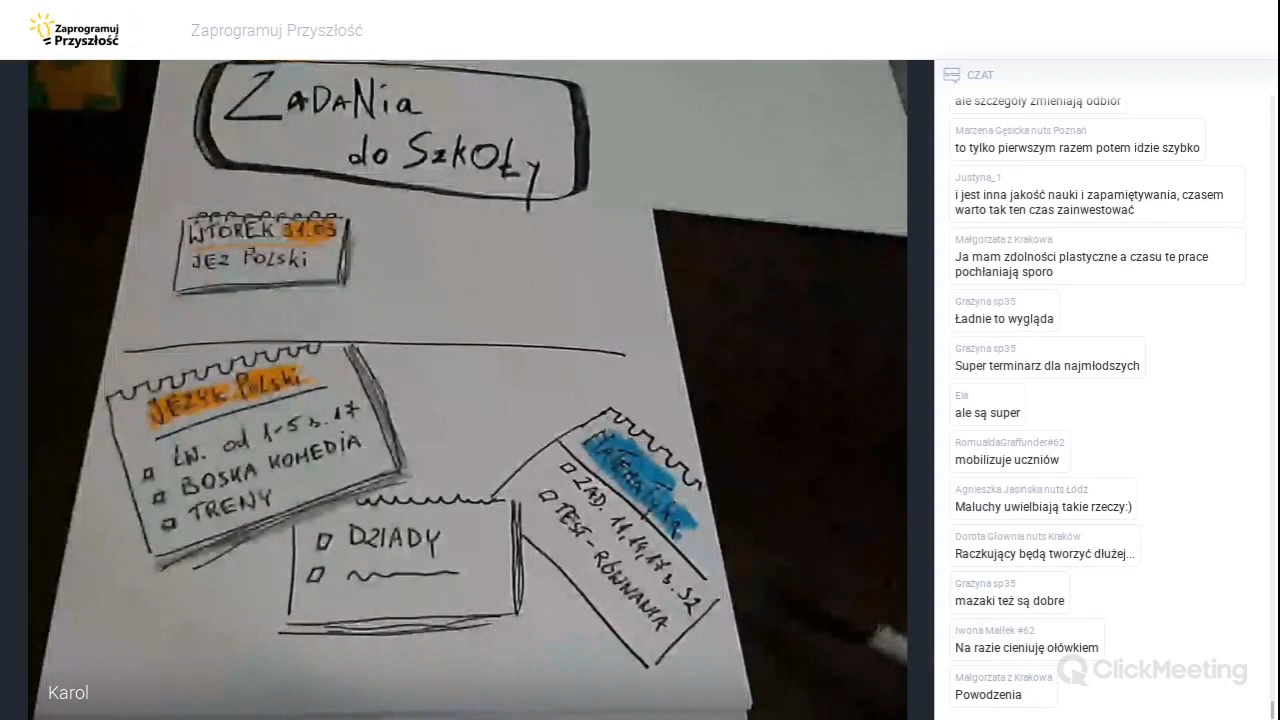 Zaprogramuj
Przyszłość
Zaprogramuj Przyszłość
ZADANia
do SZKOŁy
WTOREK 31.03
JĘZ POLSKi
JĘZYK POLSKi
ĆW. od 1-5 s. 17
BOSKA KOMEDIA
TRENY
DZIADY
MATEMATYKA
ZAD. 11, 14, 17 s. 32
TEST - RÓWNANIA
Karol
CZAT
ale szczegóły zmieniają odbiór
Marzena Gęsicka nuts Poznań
to tylko pierwszym razem potem idzie szybko
Justyna_1
i jest inna jakość nauki i zapamiętywania, czasem
warto tak ten czas zainwestować
Małgorzata z Krakowa
Ja mam zdolności plastyczne a czasu te prace
pochłaniają sporo
Grażyna sp35
Ładnie to wygląda
Grażyna sp35
Super terminarz dla najmłodszych
Ela
ale są super
RomualdaGraffunder#62
mobilizuje uczniów
Agnieszka Jasińska nuts Łódź
Maluchy uwielbiają takie rzeczy:)
Dorota Głownia nuts Kraków
Raczkujący będą tworzyć dłużej...
Grażyna sp35
mazaki też są dobre
Iwona Mallek #62
Na razie cieniuję ołówkiem
Małgorzata z Krakowa
Powodzenia
ClickMeeting